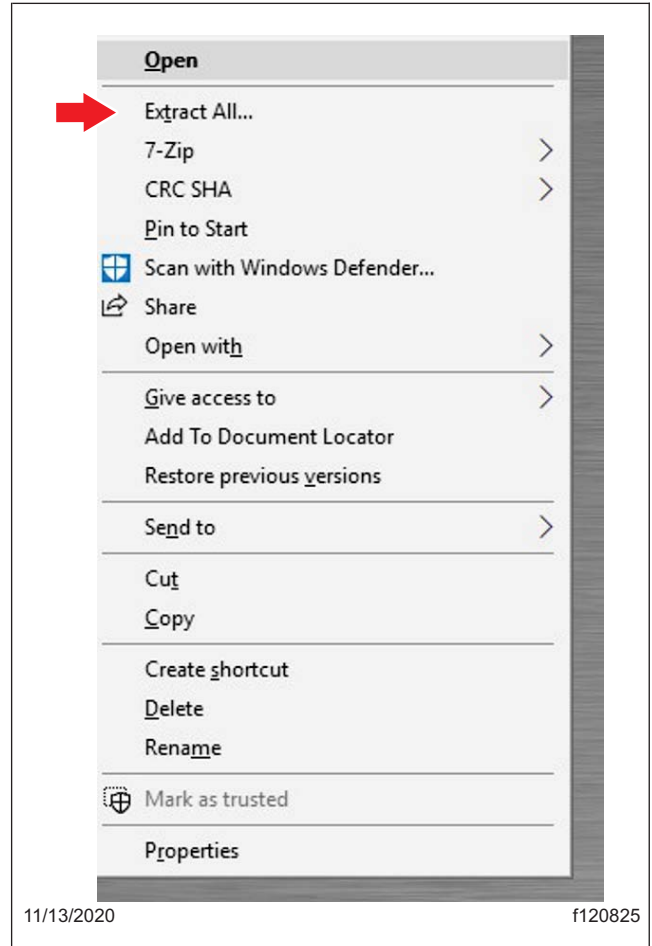 Open
Extract All...
7-Zip
CRC SHA
Pin to Start
Scan with Windows Defender...
Share
Open with
Give access to
Add To Document Locator
Restore previous versions
Send to
Cut
Copy
Create shortcut
Delete
Rename
Mark as trusted
Properties
11/13/2020 f120825